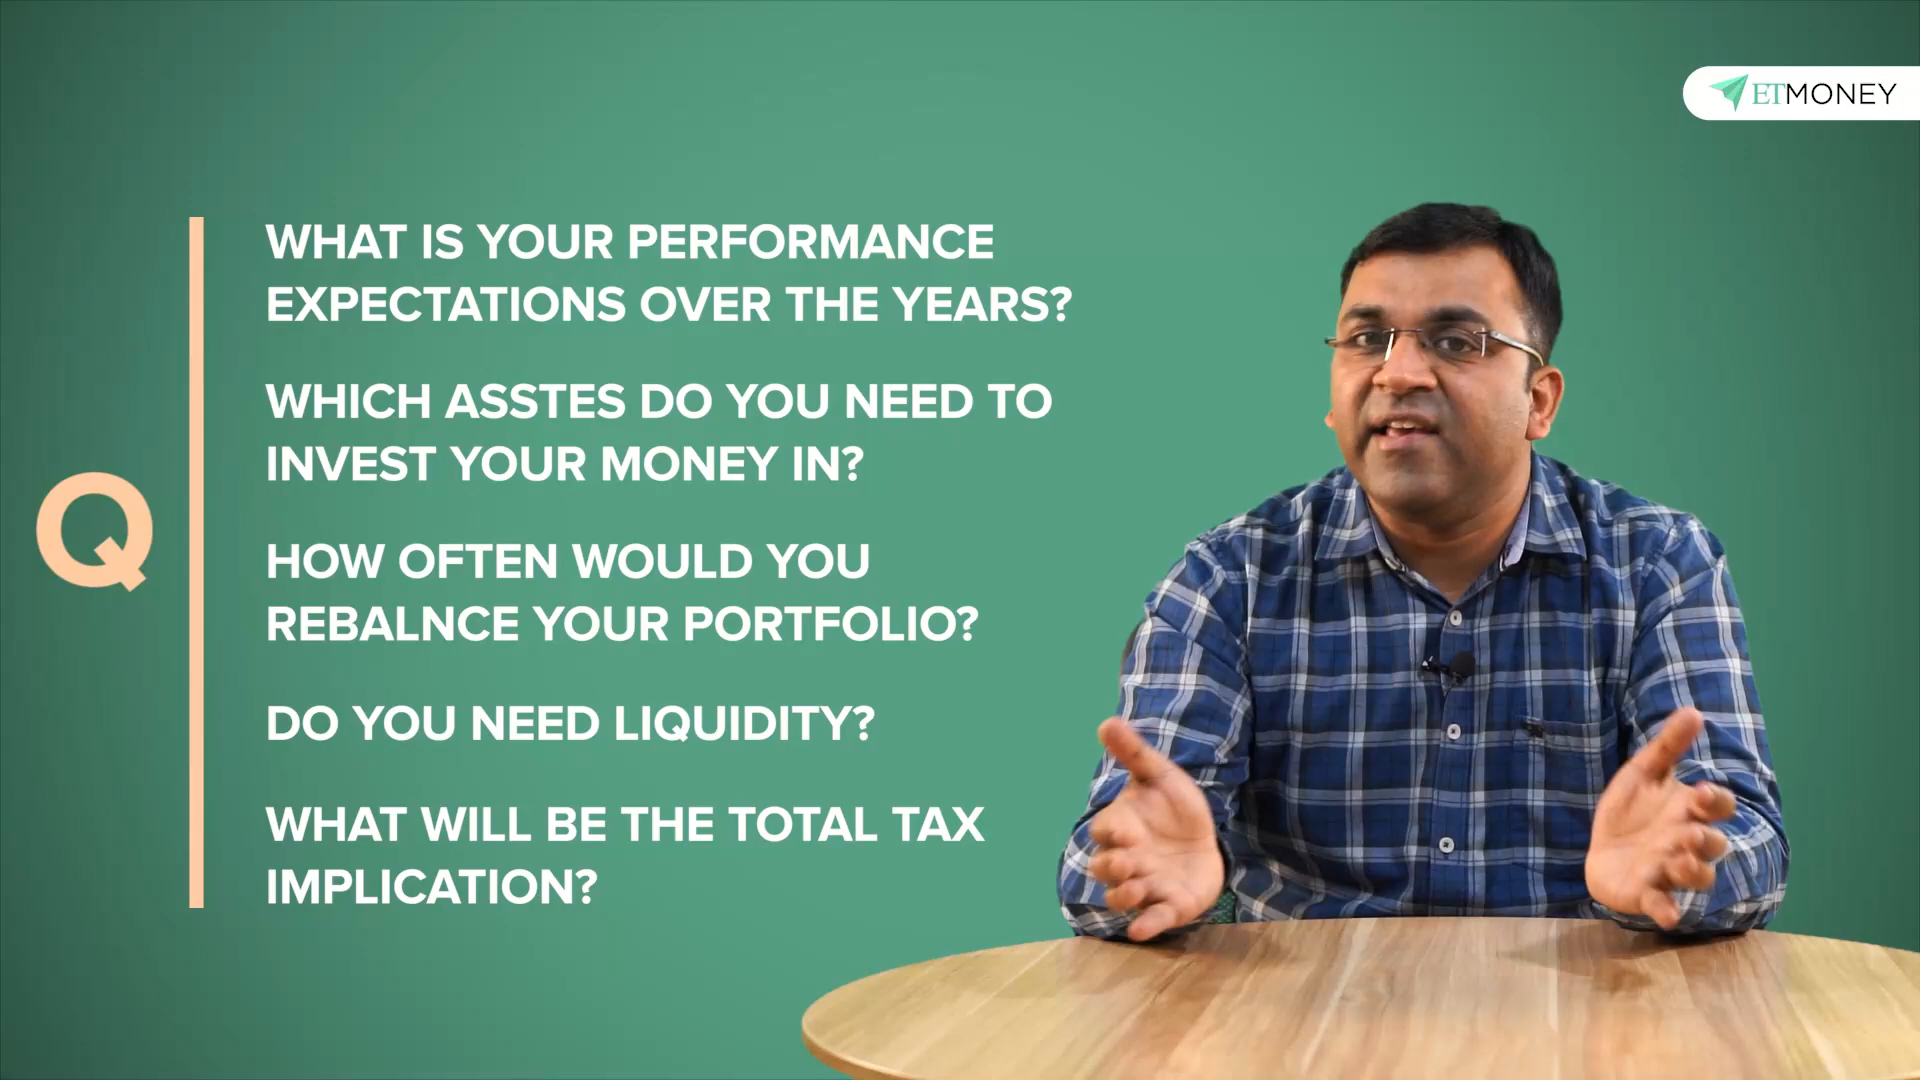 ETMONEY
WHAT IS YOUR PERFORMANCE
EXPECTATIONS OVER THE YEARS?
WHICH ASSTES DO YOU NEED TO
INVEST YOUR MONEY IN?
Q
HOW OFTEN WOULD YOU
REBALNCE YOUR PORTFOLIO?
DO YOU NEED LIQUIDITY?
WHAT WILL BE THE TOTAL TAX
IMPLICATION?